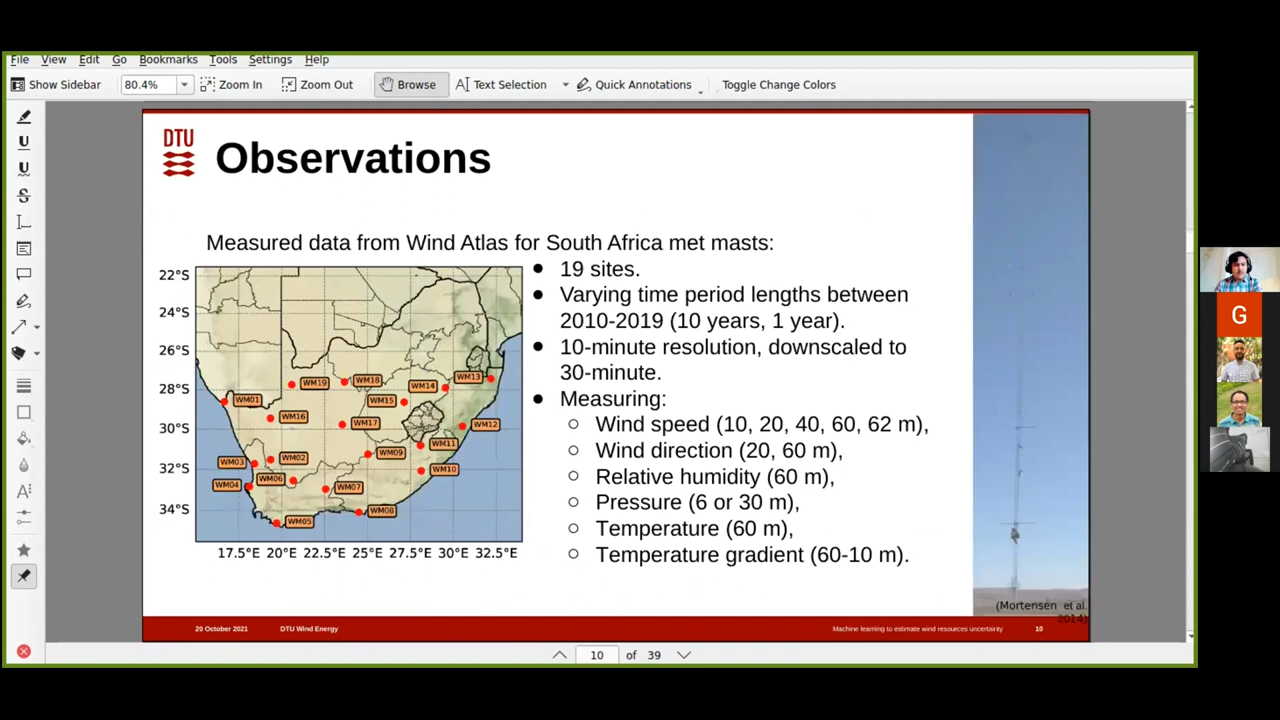 File View Edit Go Bookmarks Tools Settings Help
Show Sidebar 80.4% Zoom In Zoom Out Browse Text Selection Quick Annotations Toggle Change Colors
DTU
Observations
Measured data from Wind Atlas for South Africa met masts:
● 19 sites.
● Varying time period lengths between
2010-2019 (10 years, 1 year).
● 10-minute resolution, downscaled to
30-minute.
● Measuring:
○ Wind speed (10, 20, 40, 60, 62 m),
○ Wind direction (20, 60 m),
○ Relative humidity (60 m),
○ Pressure (6 or 30 m),
○ Temperature (60 m),
○ Temperature gradient (60-10 m).
22°S
24°S
26°S
28°S
30°S
32°S
34°S
WM13
WM19 WM18 WM14
WM01 WM15
WM16 WM17 WM12
WM11
WM03 WM02 WM09
WM04 WM06 WM07 WM10
WM05 WM08
17.5°E 20°E 22.5°E 25°E 27.5°E 30°E 32.5°E
(Mortensen et al.
2014)
20 October 2021 DTU Wind Energy Machine learning to estimate wind resources uncertainty 10
10 of 39
G